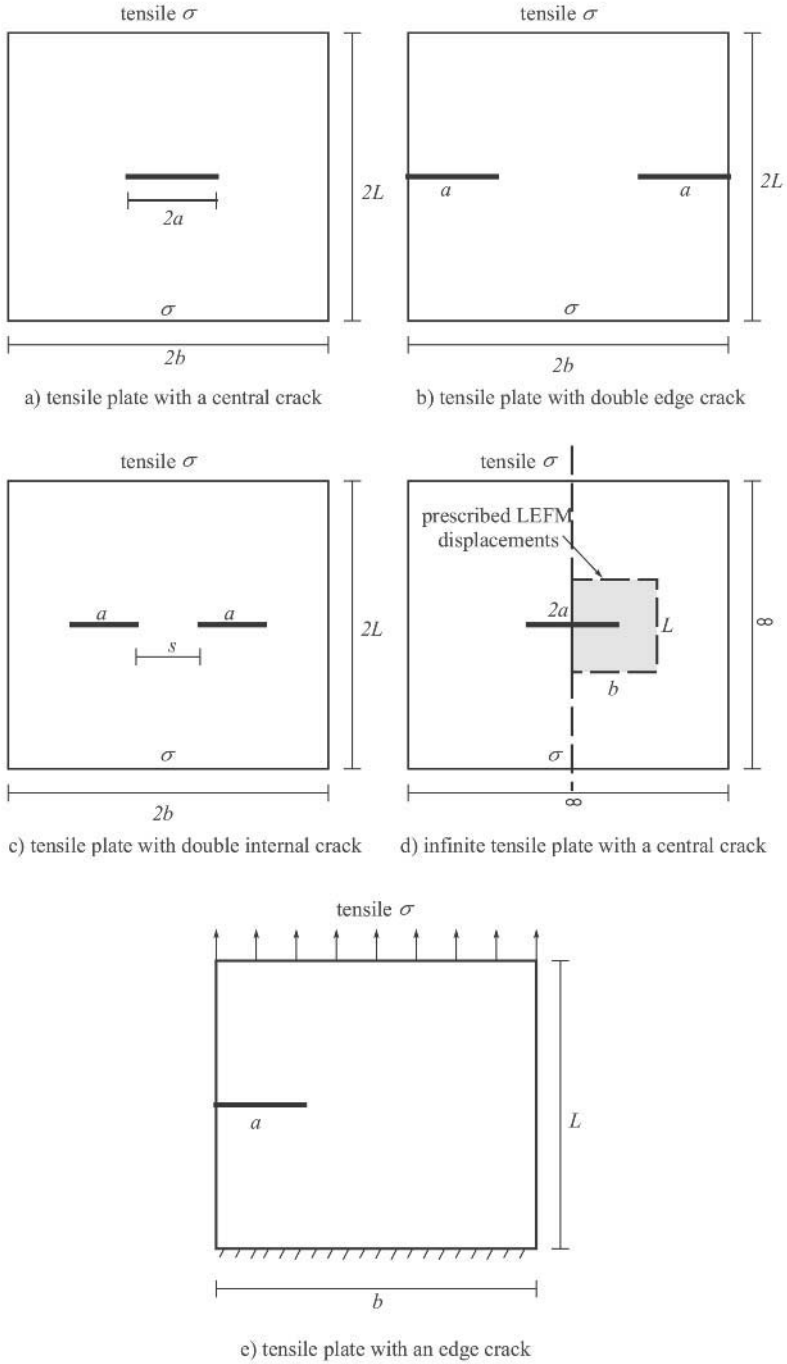 tensile σ
2a
2L
σ
2b
a) tensile plate with a central crack
tensile σ
a
a
2L
σ
2b
b) tensile plate with double edge crack
tensile σ
a
a
s
2L
σ
2b
c) tensile plate with double internal crack
tensile σ
prescribed LEFM
displacements
2a
L
b
∞
σ
∞
d) infinite tensile plate with a central crack
tensile σ
a
L
b
e) tensile plate with an edge crack